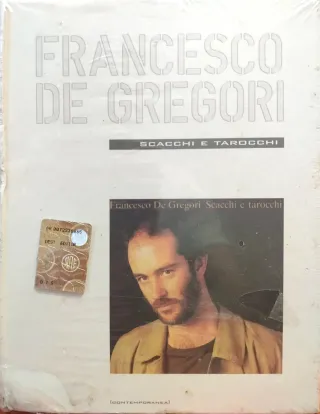 FRANCESCO
DE GREGORI
SCACCHI E TAROCCHI
Francesco De Gregori Scacchi e tarocchi